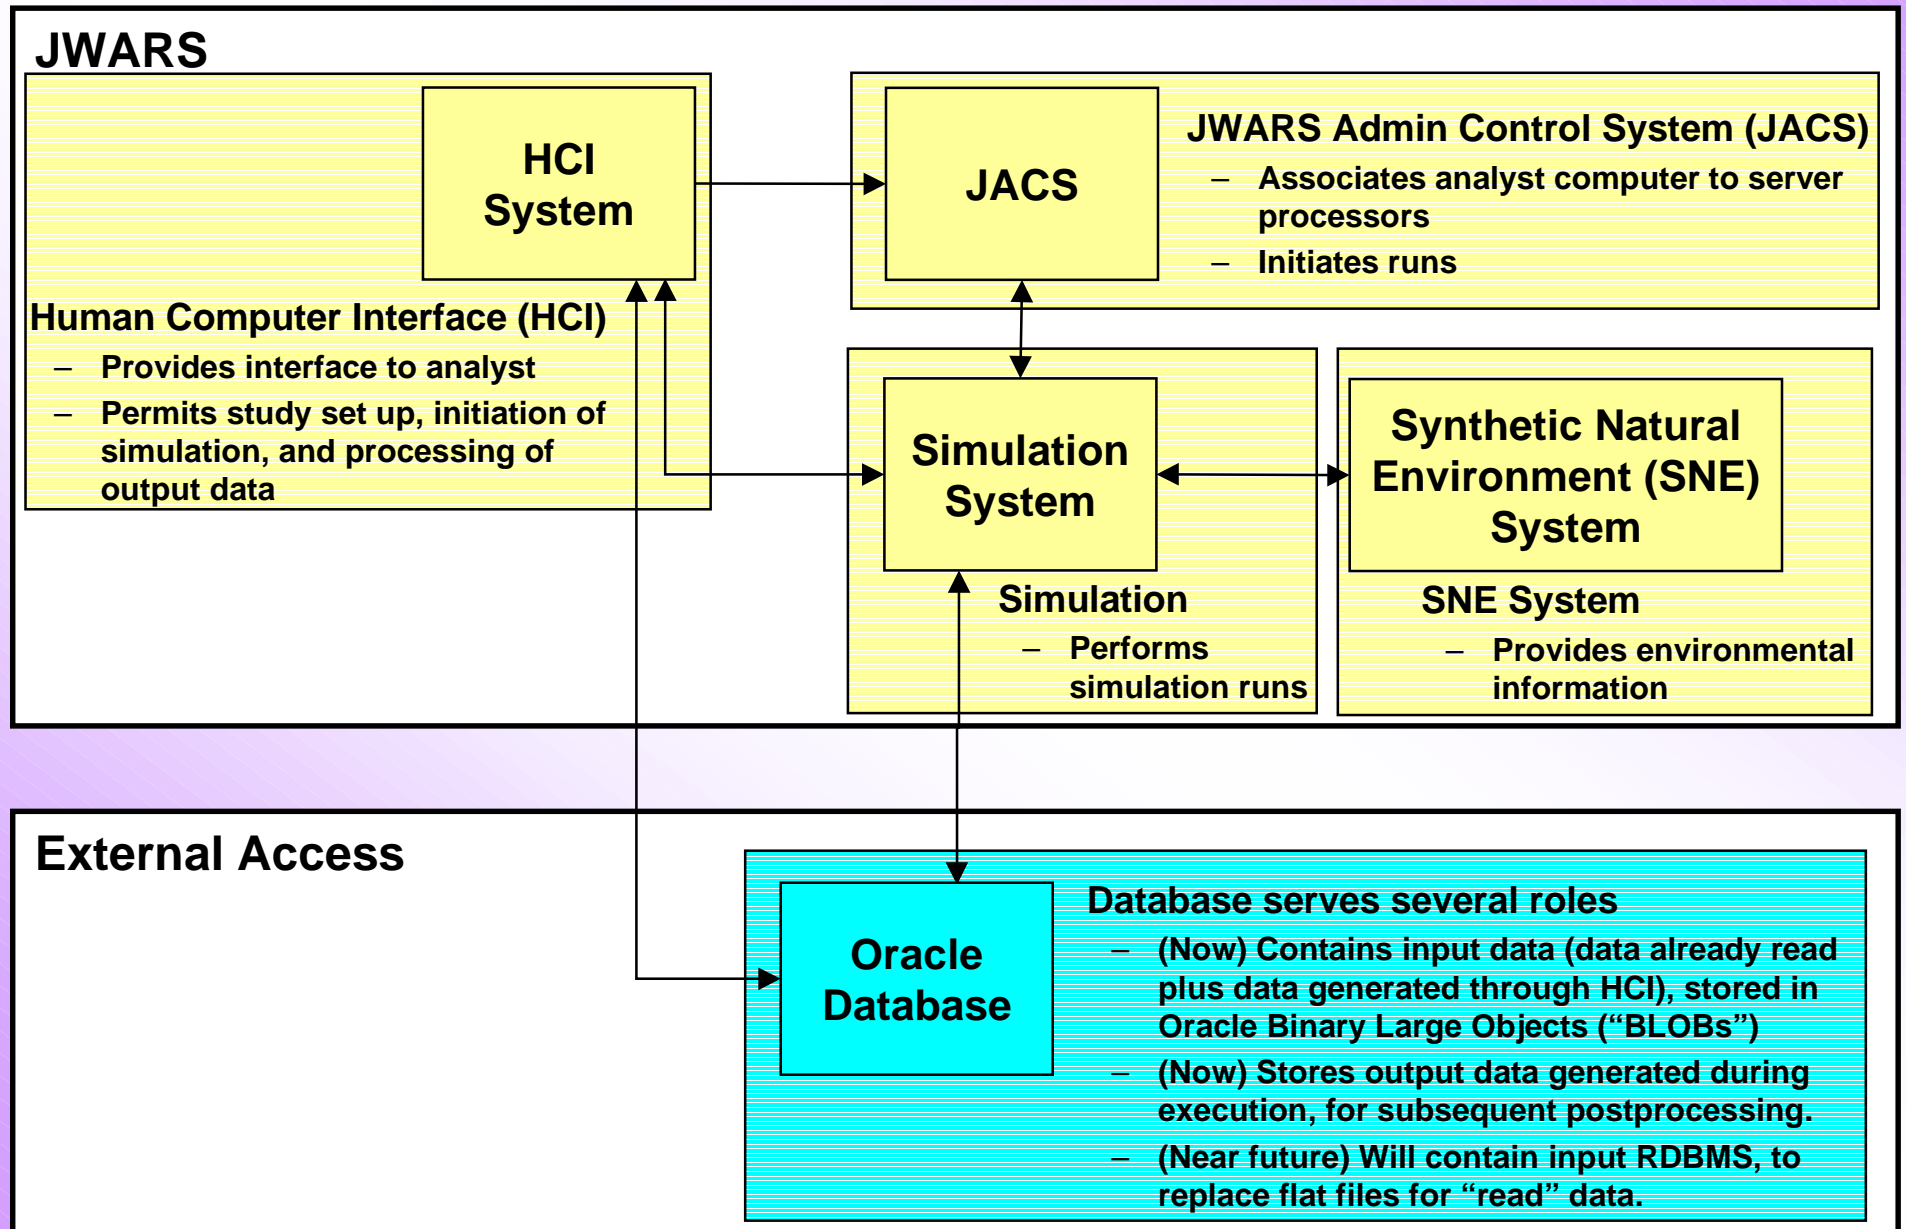 JWARS
HCI
System
Human Computer Interface (HCI)
– Provides interface to analyst
– Permits study set up, initiation of
simulation, and processing of
output data
JACS
JWARS Admin Control System (JACS)
– Associates analyst computer to server
processors
– Initiates runs
Simulation
System
Simulation
– Performs
simulation runs
Synthetic Natural
Environment (SNE)
System
SNE System
– Provides environmental
information
External Access
Oracle
Database
Database serves several roles
– (Now) Contains input data (data already read
plus data generated through HCI), stored in
Oracle Binary Large Objects (“BLOBs”)
– (Now) Stores output data generated during
execution, for subsequent postprocessing.
– (Near future) Will contain input RDBMS, to
replace flat files for “read” data.